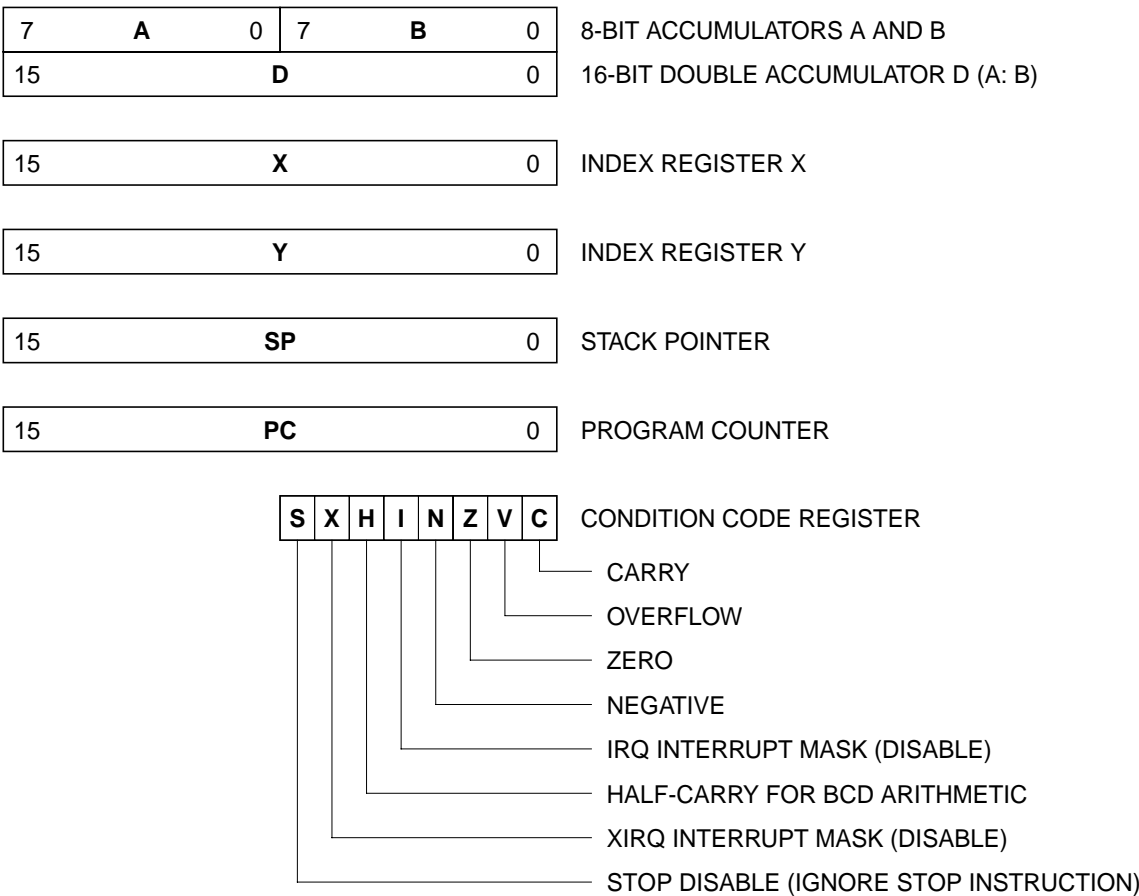 7 A 0 7 B 0 8-BIT ACCUMULATORS A AND B
15 D 0 16-BIT DOUBLE ACCUMULATOR D (A: B)
15 X 0 INDEX REGISTER X
15 Y 0 INDEX REGISTER Y
15 SP 0 STACK POINTER
15 PC 0 PROGRAM COUNTER
S X H I N Z V C CONDITION CODE REGISTER
CARRY
OVERFLOW
ZERO
NEGATIVE
IRQ INTERRUPT MASK (DISABLE)
HALF-CARRY FOR BCD ARITHMETIC
XIRQ INTERRUPT MASK (DISABLE)
STOP DISABLE (IGNORE STOP INSTRUCTION)